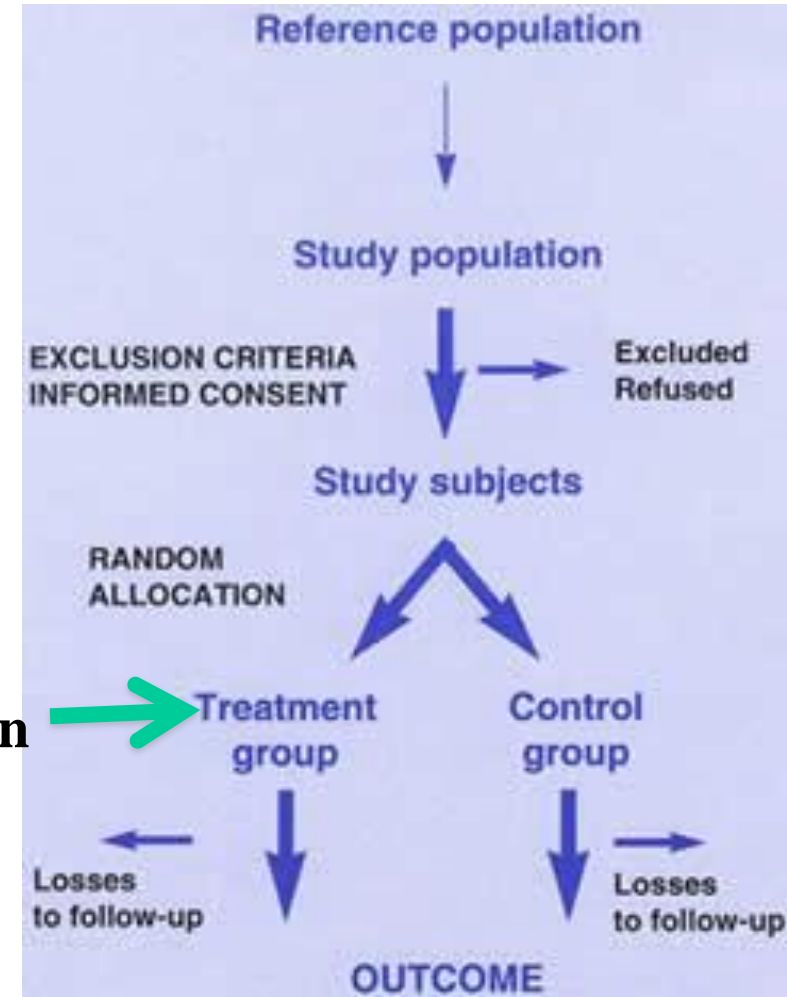 Reference population
Study population
EXCLUSION CRITERIA
INFORMED CONSENT
Excluded
Refused
Study subjects
RANDOM
ALLOCATION
n
Treatment
group
Control
group
Losses
to follow-up
Losses
to follow-up
OUTCOME